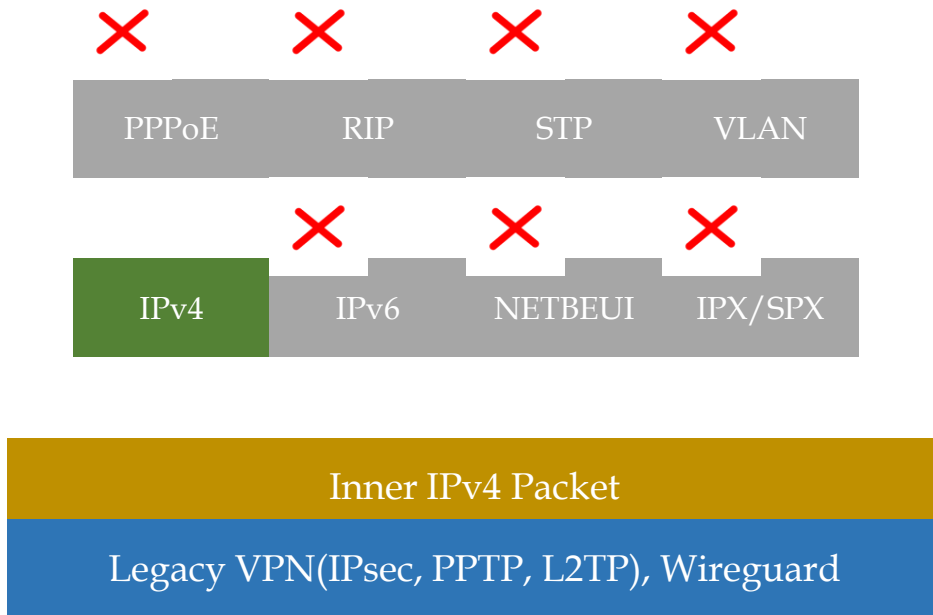 PPPoE RIP STP VLAN
IPv4 IPv6 NETBEUI IPX/SPX
Inner IPv4 Packet
Legacy VPN(IPsec, PPTP, L2TP), Wireguard